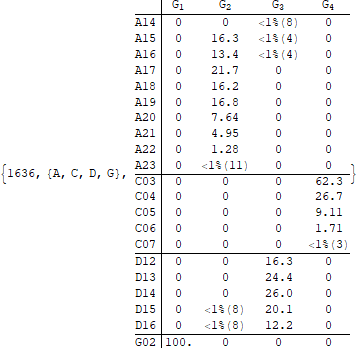 G1 G2 G3 G4
A14 0 0 <1%(8) 0
A15 0 16.3 <1%(4) 0
A16 0 13.4 <1%(4) 0
A17 0 21.7 0 0
A18 0 16.2 0 0
A19 0 16.8 0 0
A20 0 7.64 0 0
A21 0 4.95 0 0
A22 0 1.28 0 0
A23 0 <1%(11) 0 0
{1636, {A, C, D, G}, }
C03 0 0 0 62.3
C04 0 0 0 26.7
C05 0 0 0 9.11
C06 0 0 0 1.71
C07 0 0 0 <1%(3)
D12 0 0 16.3 0
D13 0 0 24.4 0
D14 0 0 26.0 0
D15 0 <1%(8) 20.1 0
D16 0 <1%(8) 12.2 0
G02 100. 0 0 0